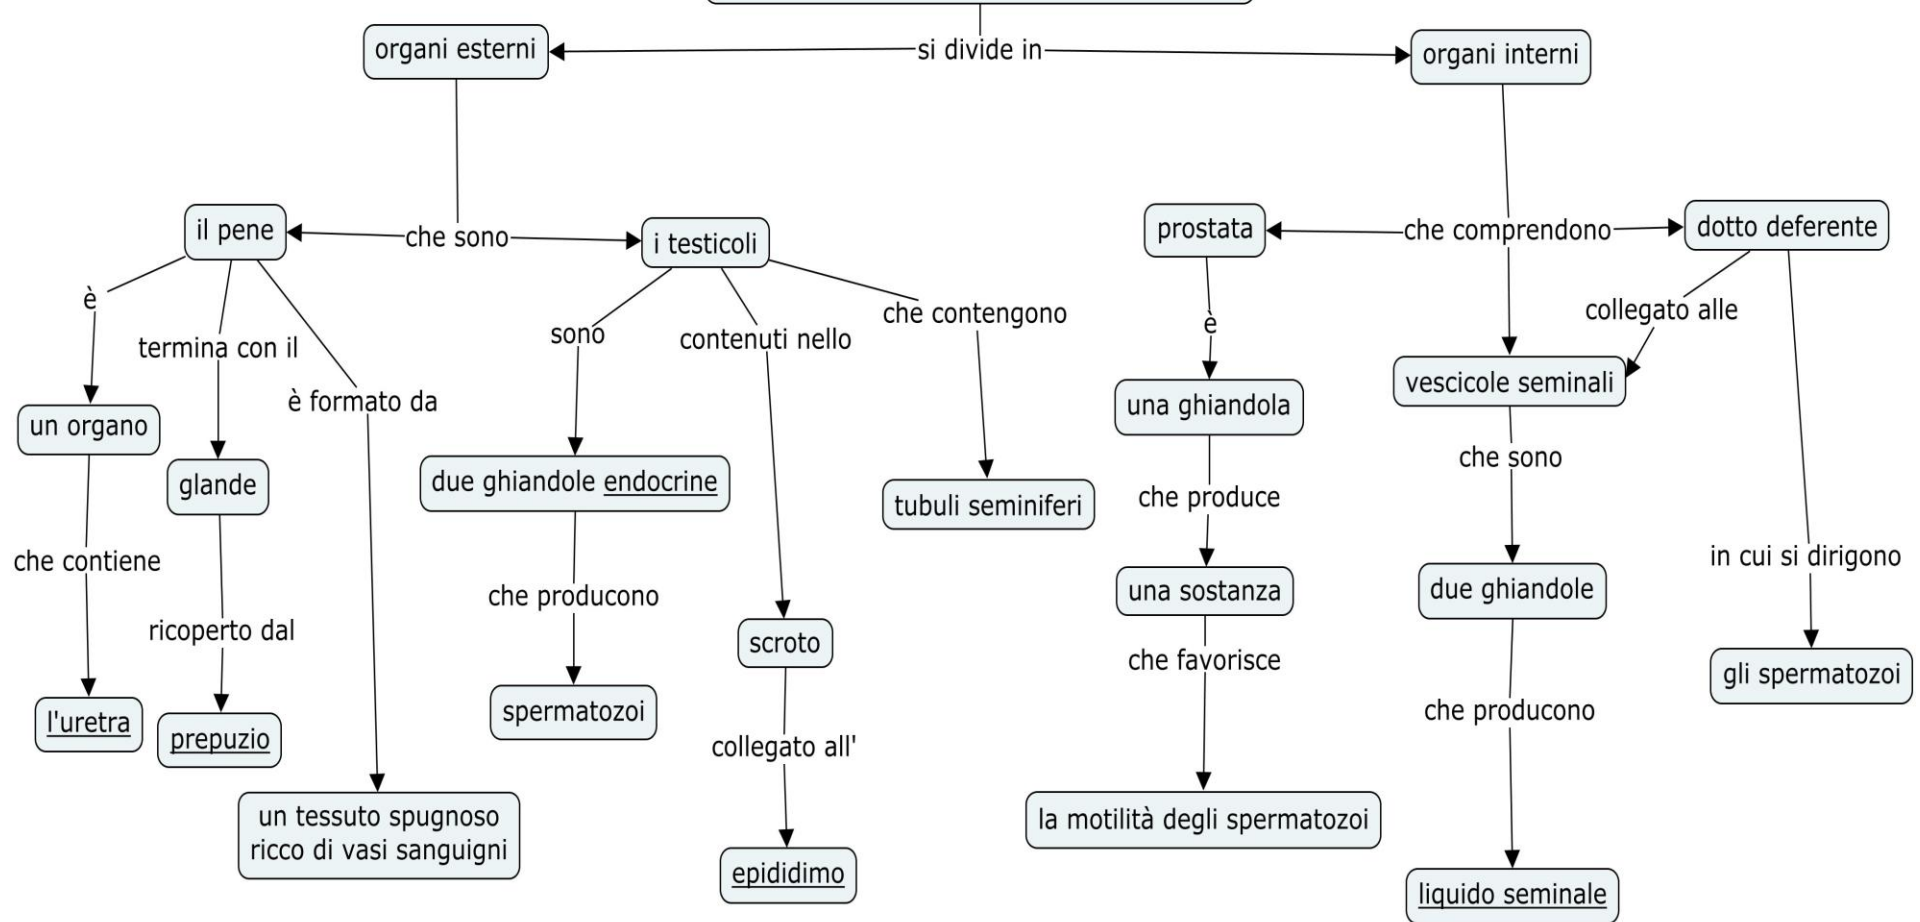 organi esterni
si divide in
organi interni
il pene
che sono
i testicoli
prostata
che comprendono
dotto deferente
è
termina con il
è formato da
sono
contenuti nello
che contengono
è
collegato alle
vescicole seminali
un organo
glande
due ghiandole endocrine
tubuli seminiferi
una ghiandola
che sono
che produce
che contiene
ricoperto dal
che producono
scroto
una sostanza
due ghiandole
in cui si dirigono
che favorisce
gli spermatozoi
l'uretra
prepuzio
spermatozoi
collegato all'
che producono
un tessuto spugnoso
ricco di vasi sanguigni
epididimo
la motilità degli spermatozoi
liquido seminale